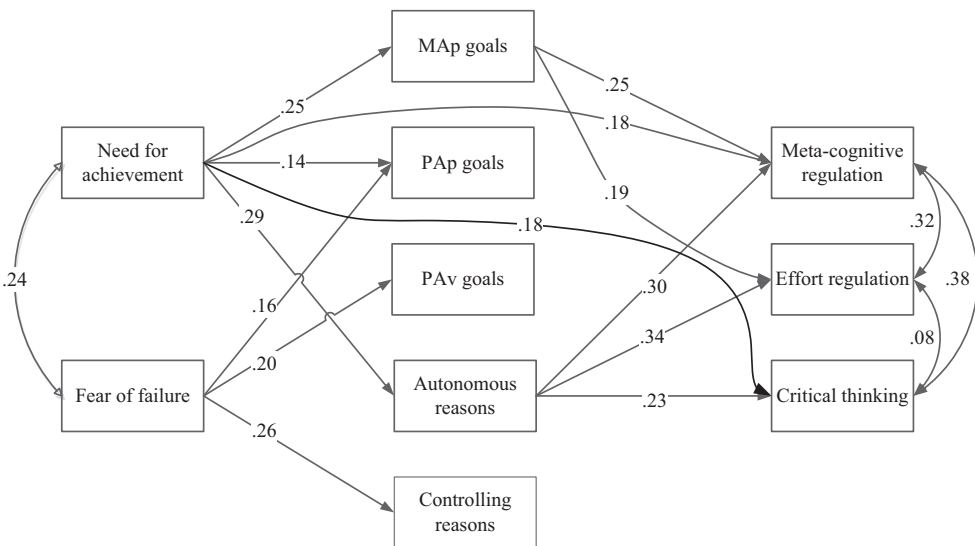 MAp goals
.25
.25
.18
Need for
achievement
.14
PAp goals
Meta-cognitive
regulation
.19
.29
.18
.32
.24
PAv goals
Effort regulation
.38
.16
.30
.20
.34
.08
Fear of failure
Autonomous
reasons
.23
Critical thinking
.26
Controlling
reasons